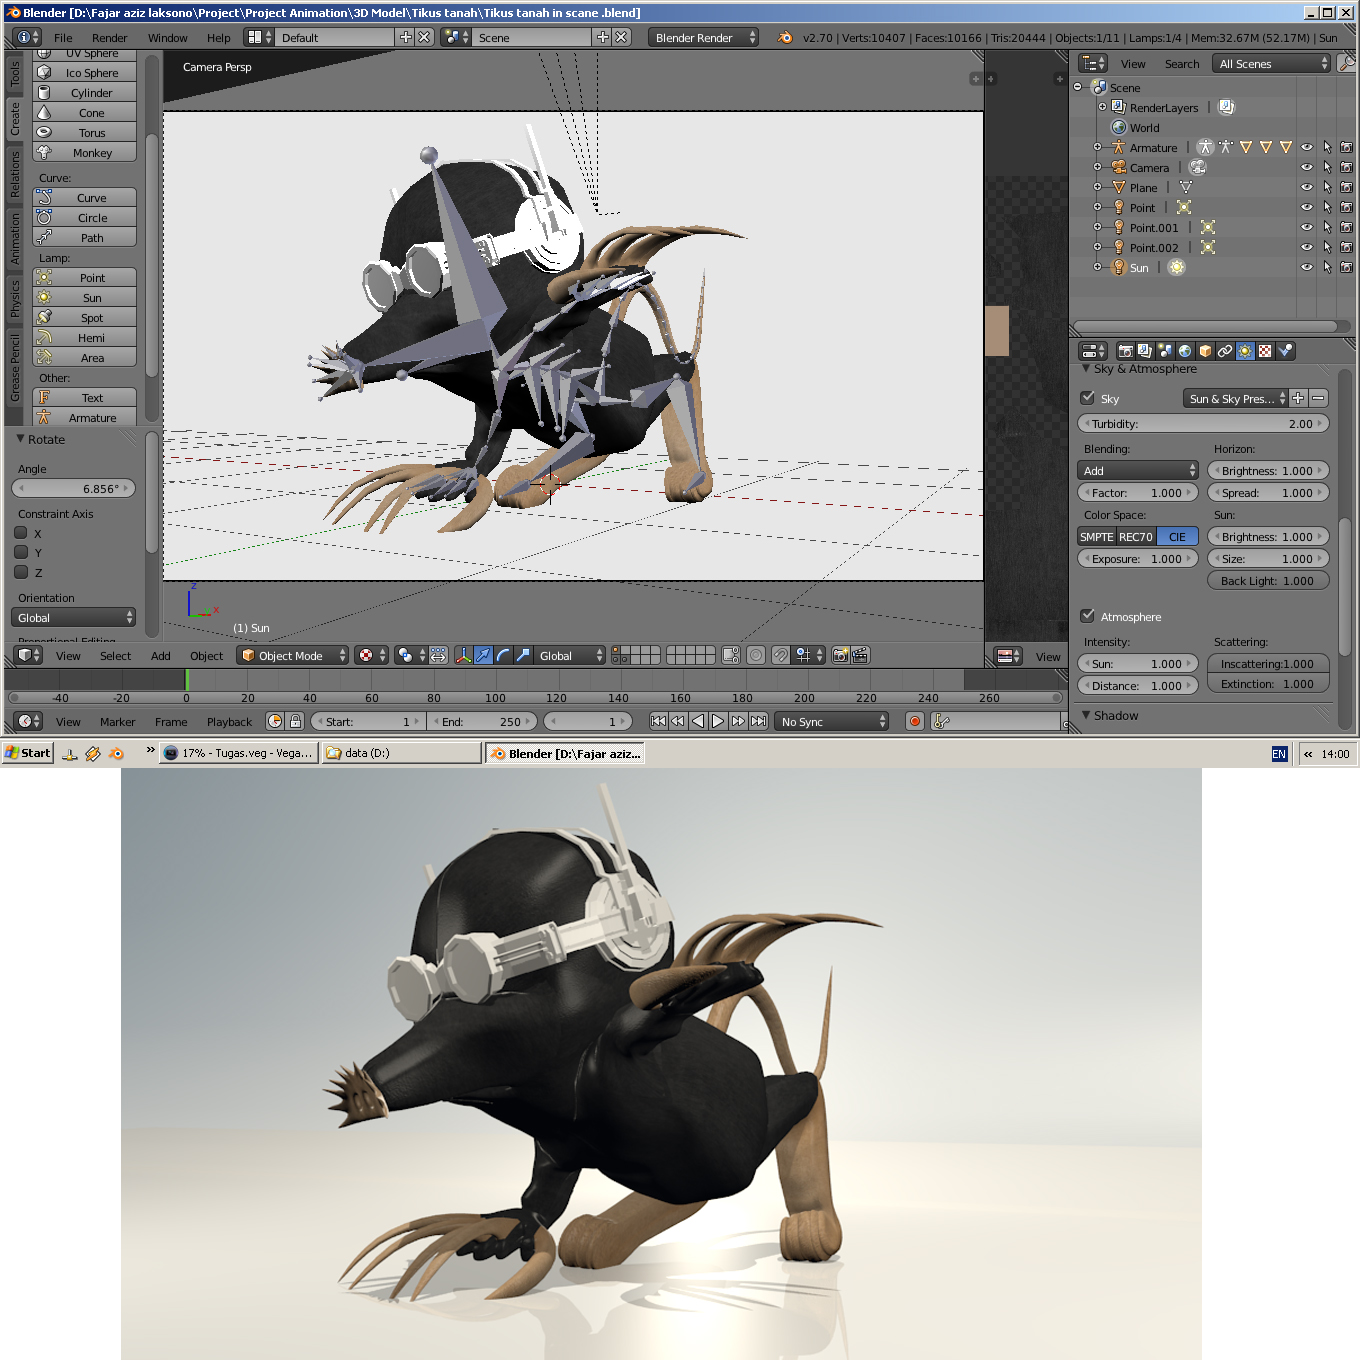 Blender [D:\Fajar aziz laksono\Project\Project Animation\3D Model\Tikus tanah\Tikus tanah in scane .blend]
File Render Window Help Default Scene Blender Render v2.70 | Verts:10407 | Faces:10166 | Tris:20444 | Objects:1/11 | Lamps:1/4 | Mem:32.67M (52.17M) | Sun
Tools
Create
Relations
Animation
Physics
Grease Pencil
UV Sphere
Ico Sphere
Cylinder
Cone
Torus
Monkey
Curve:
Curve
Circle
Path
Lamp:
Point
Sun
Spot
Hemi
Area
Other:
Text
Armature
Rotate
Angle
6.856°
Constraint Axis
X
Y
Z
Orientation
Global
Proportional Editing
Camera Persp
z
x
(1) Sun
View Select Add Object Object Mode Global
View
View Search All Scenes
Scene
RenderLayers |
World
Armature |
Camera |
Plane |
Point |
Point.001 |
Point.002 |
Sun |
Sky & Atmosphere
Sky Sun & Sky Pres...
Turbidity: 2.00
Blending: Horizon:
Add Brightness: 1.000
Factor: 1.000 Spread: 1.000
Color Space: Sun:
SMPTE REC70 CIE Brightness: 1.000
Exposure: 1.000 Size: 1.000
Back Light: 1.000
Atmosphere
Intensity: Scattering:
Sun: 1.000 Inscattering:1.000
Distance: 1.000 Extinction: 1.000
Shadow
-40 -20 0 20 40 60 80 100 120 140 160 180 200 220 240 260
View Marker Frame Playback Start: 1 End: 250 1 No Sync
Start » 17% - Tugas.veg - Vega... data (D:) Blender [D:\Fajar aziz... EN « 14:00